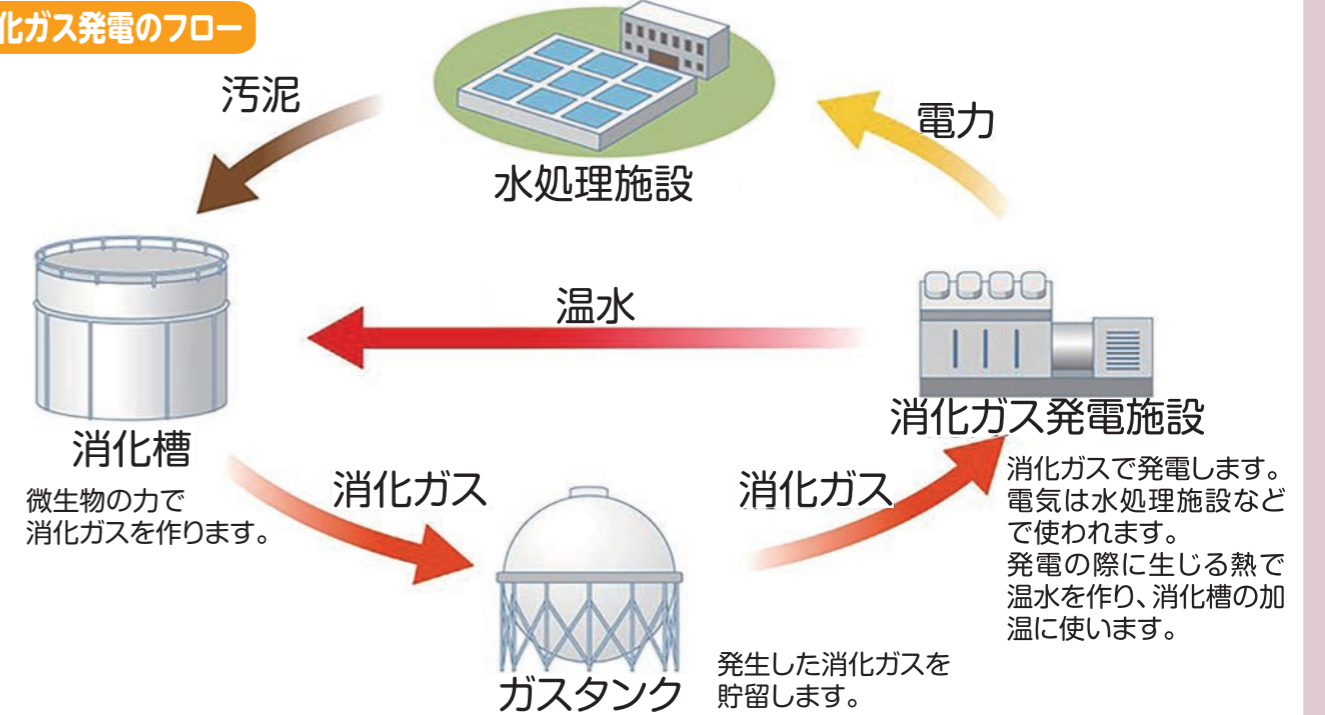 化ガス発電のフロー
汚泥
電力
水処理施設
温水
消化槽
微生物の力で
消化ガスを作ります。
消化ガス
消化ガス
消化ガス発電施設
消化ガスで発電します。
電気は水処理施設など
で使われます。
発電の際に生じる熱で
温水を作り、消化槽の加
温に使います。
ガスタンク
発生した消化ガスを
貯留します。